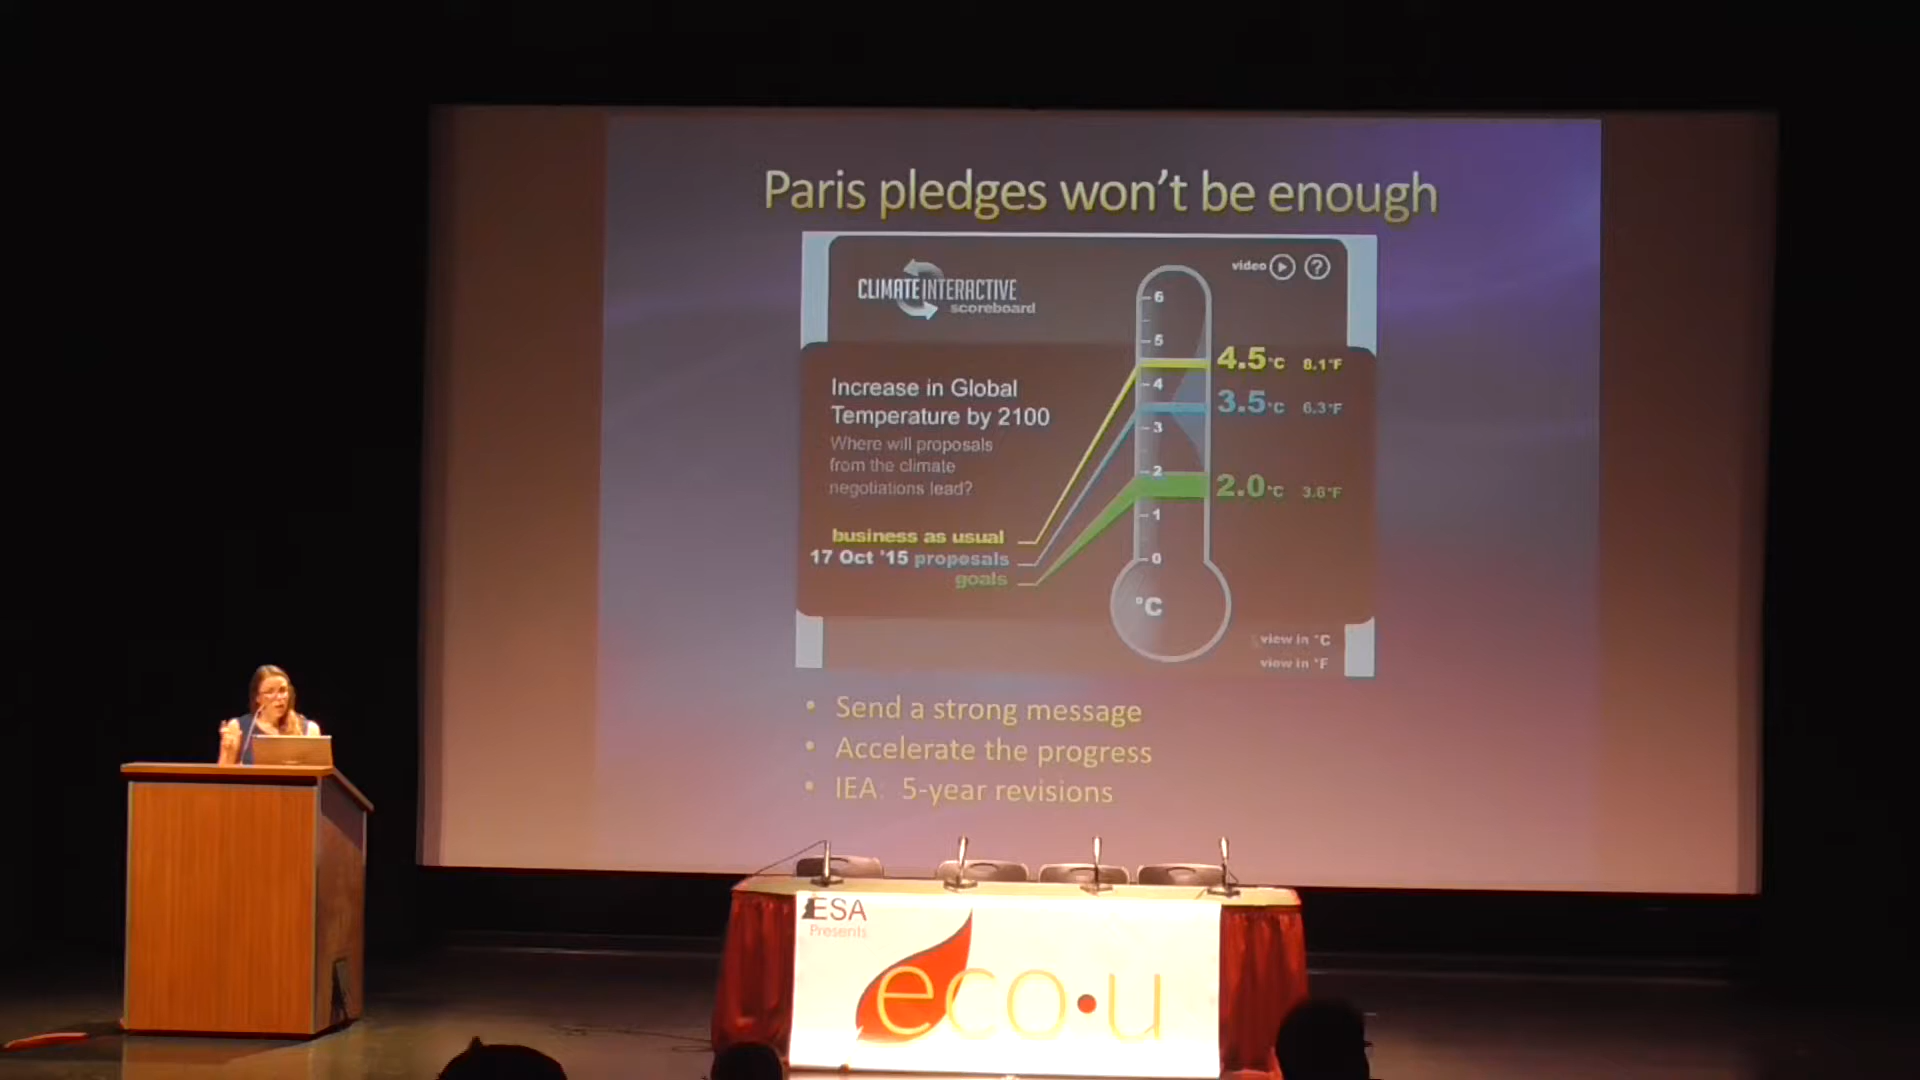 Paris pledges won't be enough
CLIMATE INTERACTIVE
scoreboard
video
?
6
5
4
3
2
1
0
°C
4.5°C 8.1°F
3.5°C 6.3°F
2.0°C 3.6°F
Increase in Global
Temperature by 2100
Where will proposals
from the climate
negotiations lead?
business as usual
17 Oct '15 proposals
goals
view in °C
view in °F
• Send a strong message
• Accelerate the progress
• IEA: 5-year revisions
ESA
Presents
eco•u